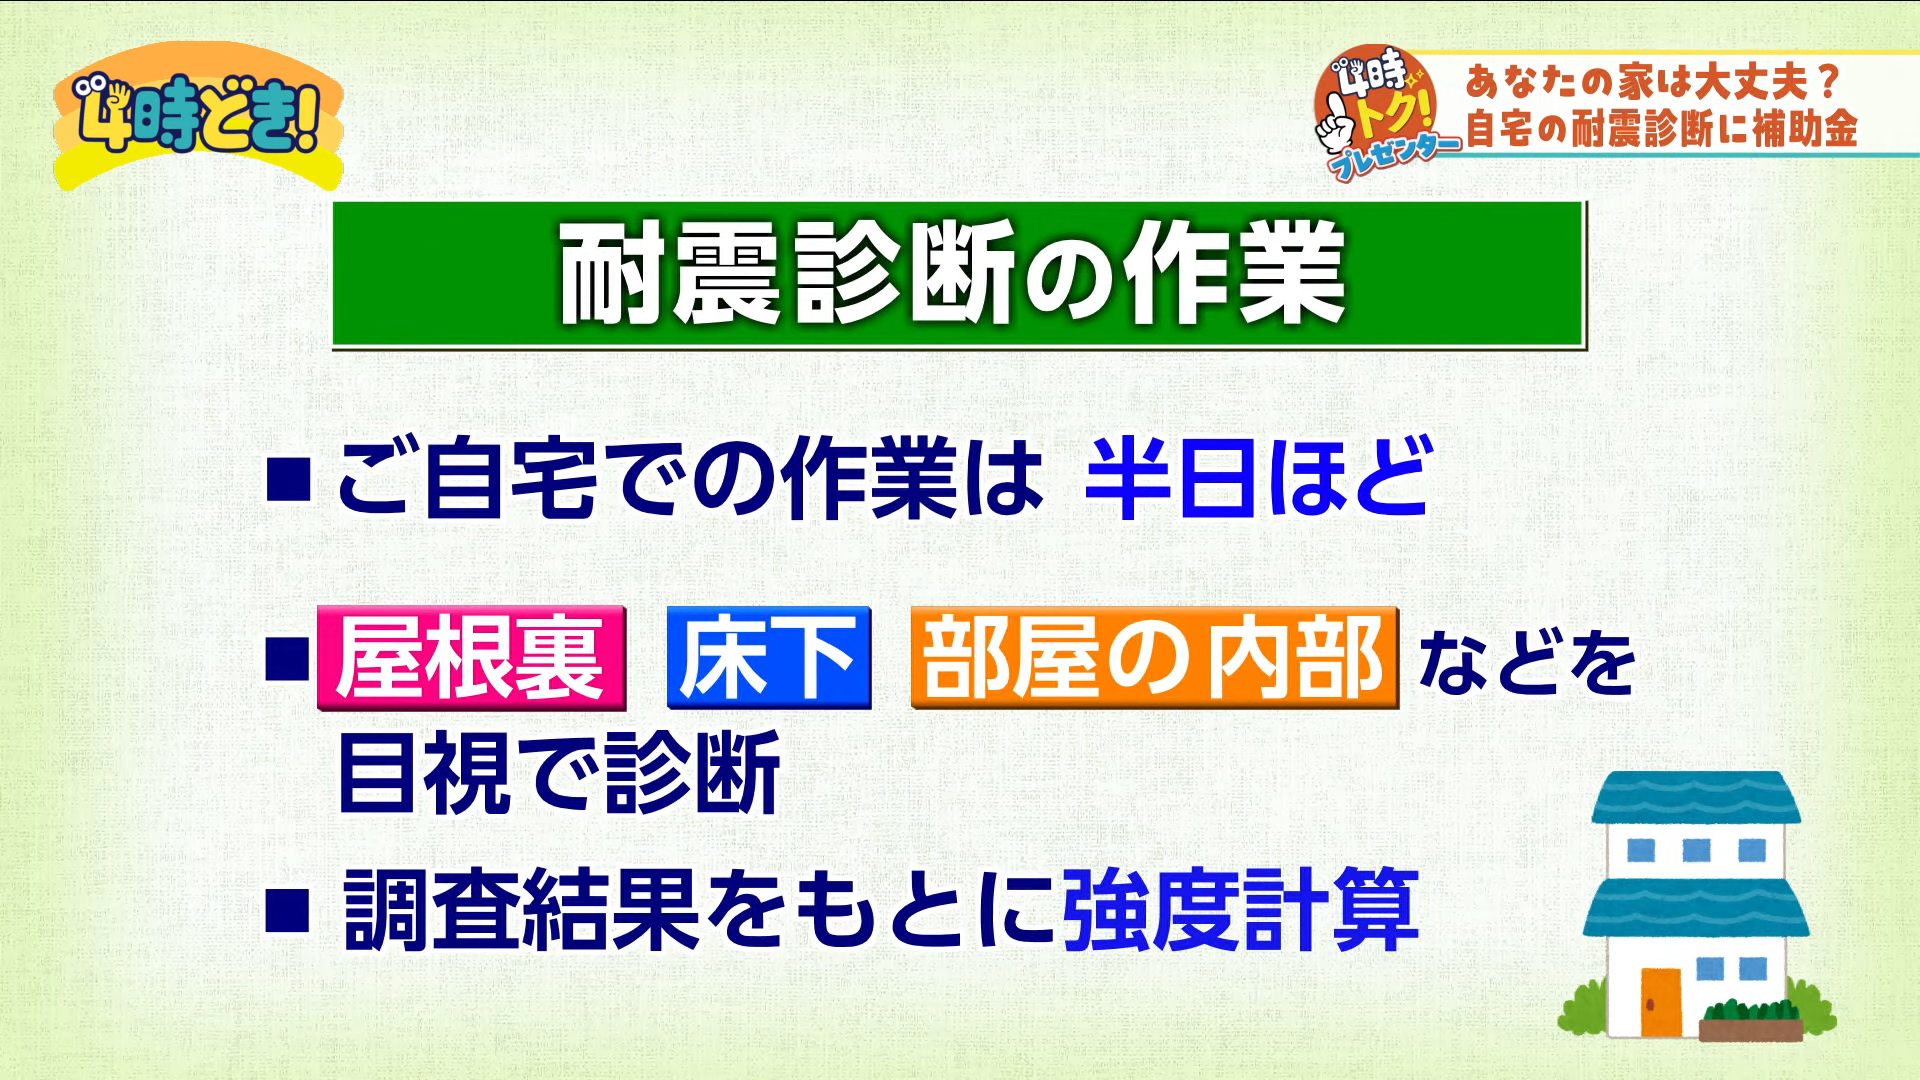 4時どき!
4時
トク!
プレゼンター
あなたの家は大丈夫？
自宅の耐震診断に補助金
耐震診断の作業
■ご自宅での作業は 半日ほど
■屋根裏 床下 部屋の内部 などを
目視で診断
■調査結果をもとに強度計算